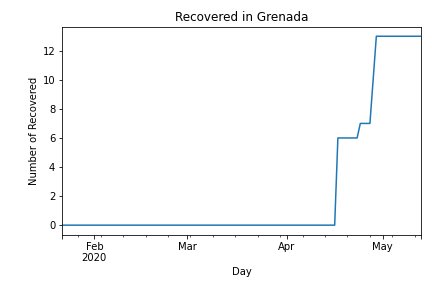 Recovered in Grenada
Number of Recovered
12
10
8
6
4
2
0
Feb
2020
Mar
Apr
May
Day